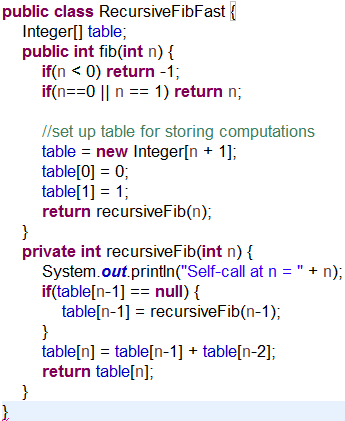 public class RecursiveFibFast {
    Integer[] table;
    public int fib(int n) {
        if(n < 0) return -1;
        if(n==0 || n == 1) return n;

        //set up table for storing computations
        table = new Integer[n + 1];
        table[0] = 0;
        table[1] = 1;
        return recursiveFib(n);
    }
    private int recursiveFib(int n) {
        System.out.println("Self-call at n = " + n);
        if(table[n-1] == null) {
            table[n-1] = recursiveFib(n-1);
        }
        table[n] = table[n-1] + table[n-2];
        return table[n];
    }
}